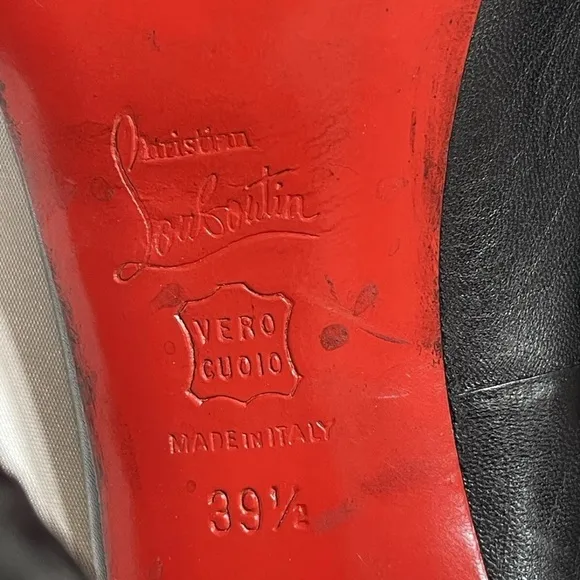 Christian
Louboutin
VERO
CUOIO
MADE IN ITALY
39½